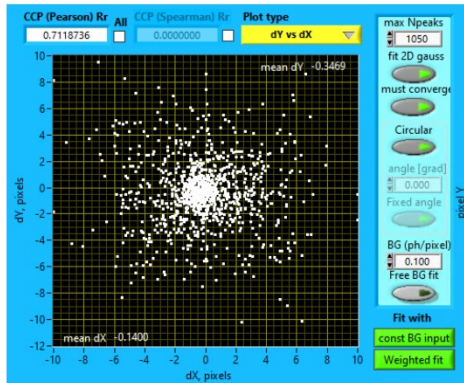 CCP (Pearson) Rr All CCP (Spearman) Rr Plot type
0.7118736 0.0000000 dY vs dX
mean dY -0.3469
10
8
6
4
2
0
-2
-4
-6
-8
-10
-12
dY, pixels
mean dX -0.1400
-10 -8 -6 -4 -2 0 2 4 6 8 10
dX, pixels
max Npeaks
1050
fit 2D gauss
must converge
Circular
angle [grad]
0.000
Fixed angle
BG (ph/pixel)
0.100
Free BG fit
Fit with
const BG input
Weighted fit
pixel Y